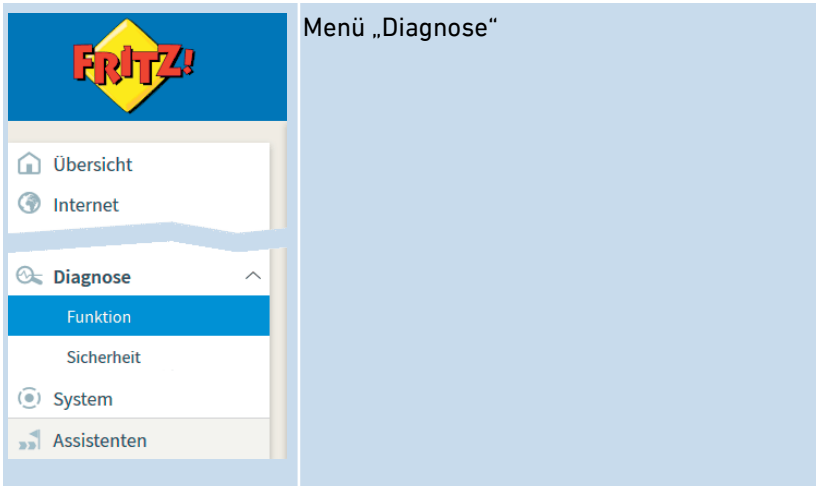 FRITZ!
Menü „Diagnose“
Übersicht
Internet
Diagnose
Funktion
Sicherheit
System
Assistenten